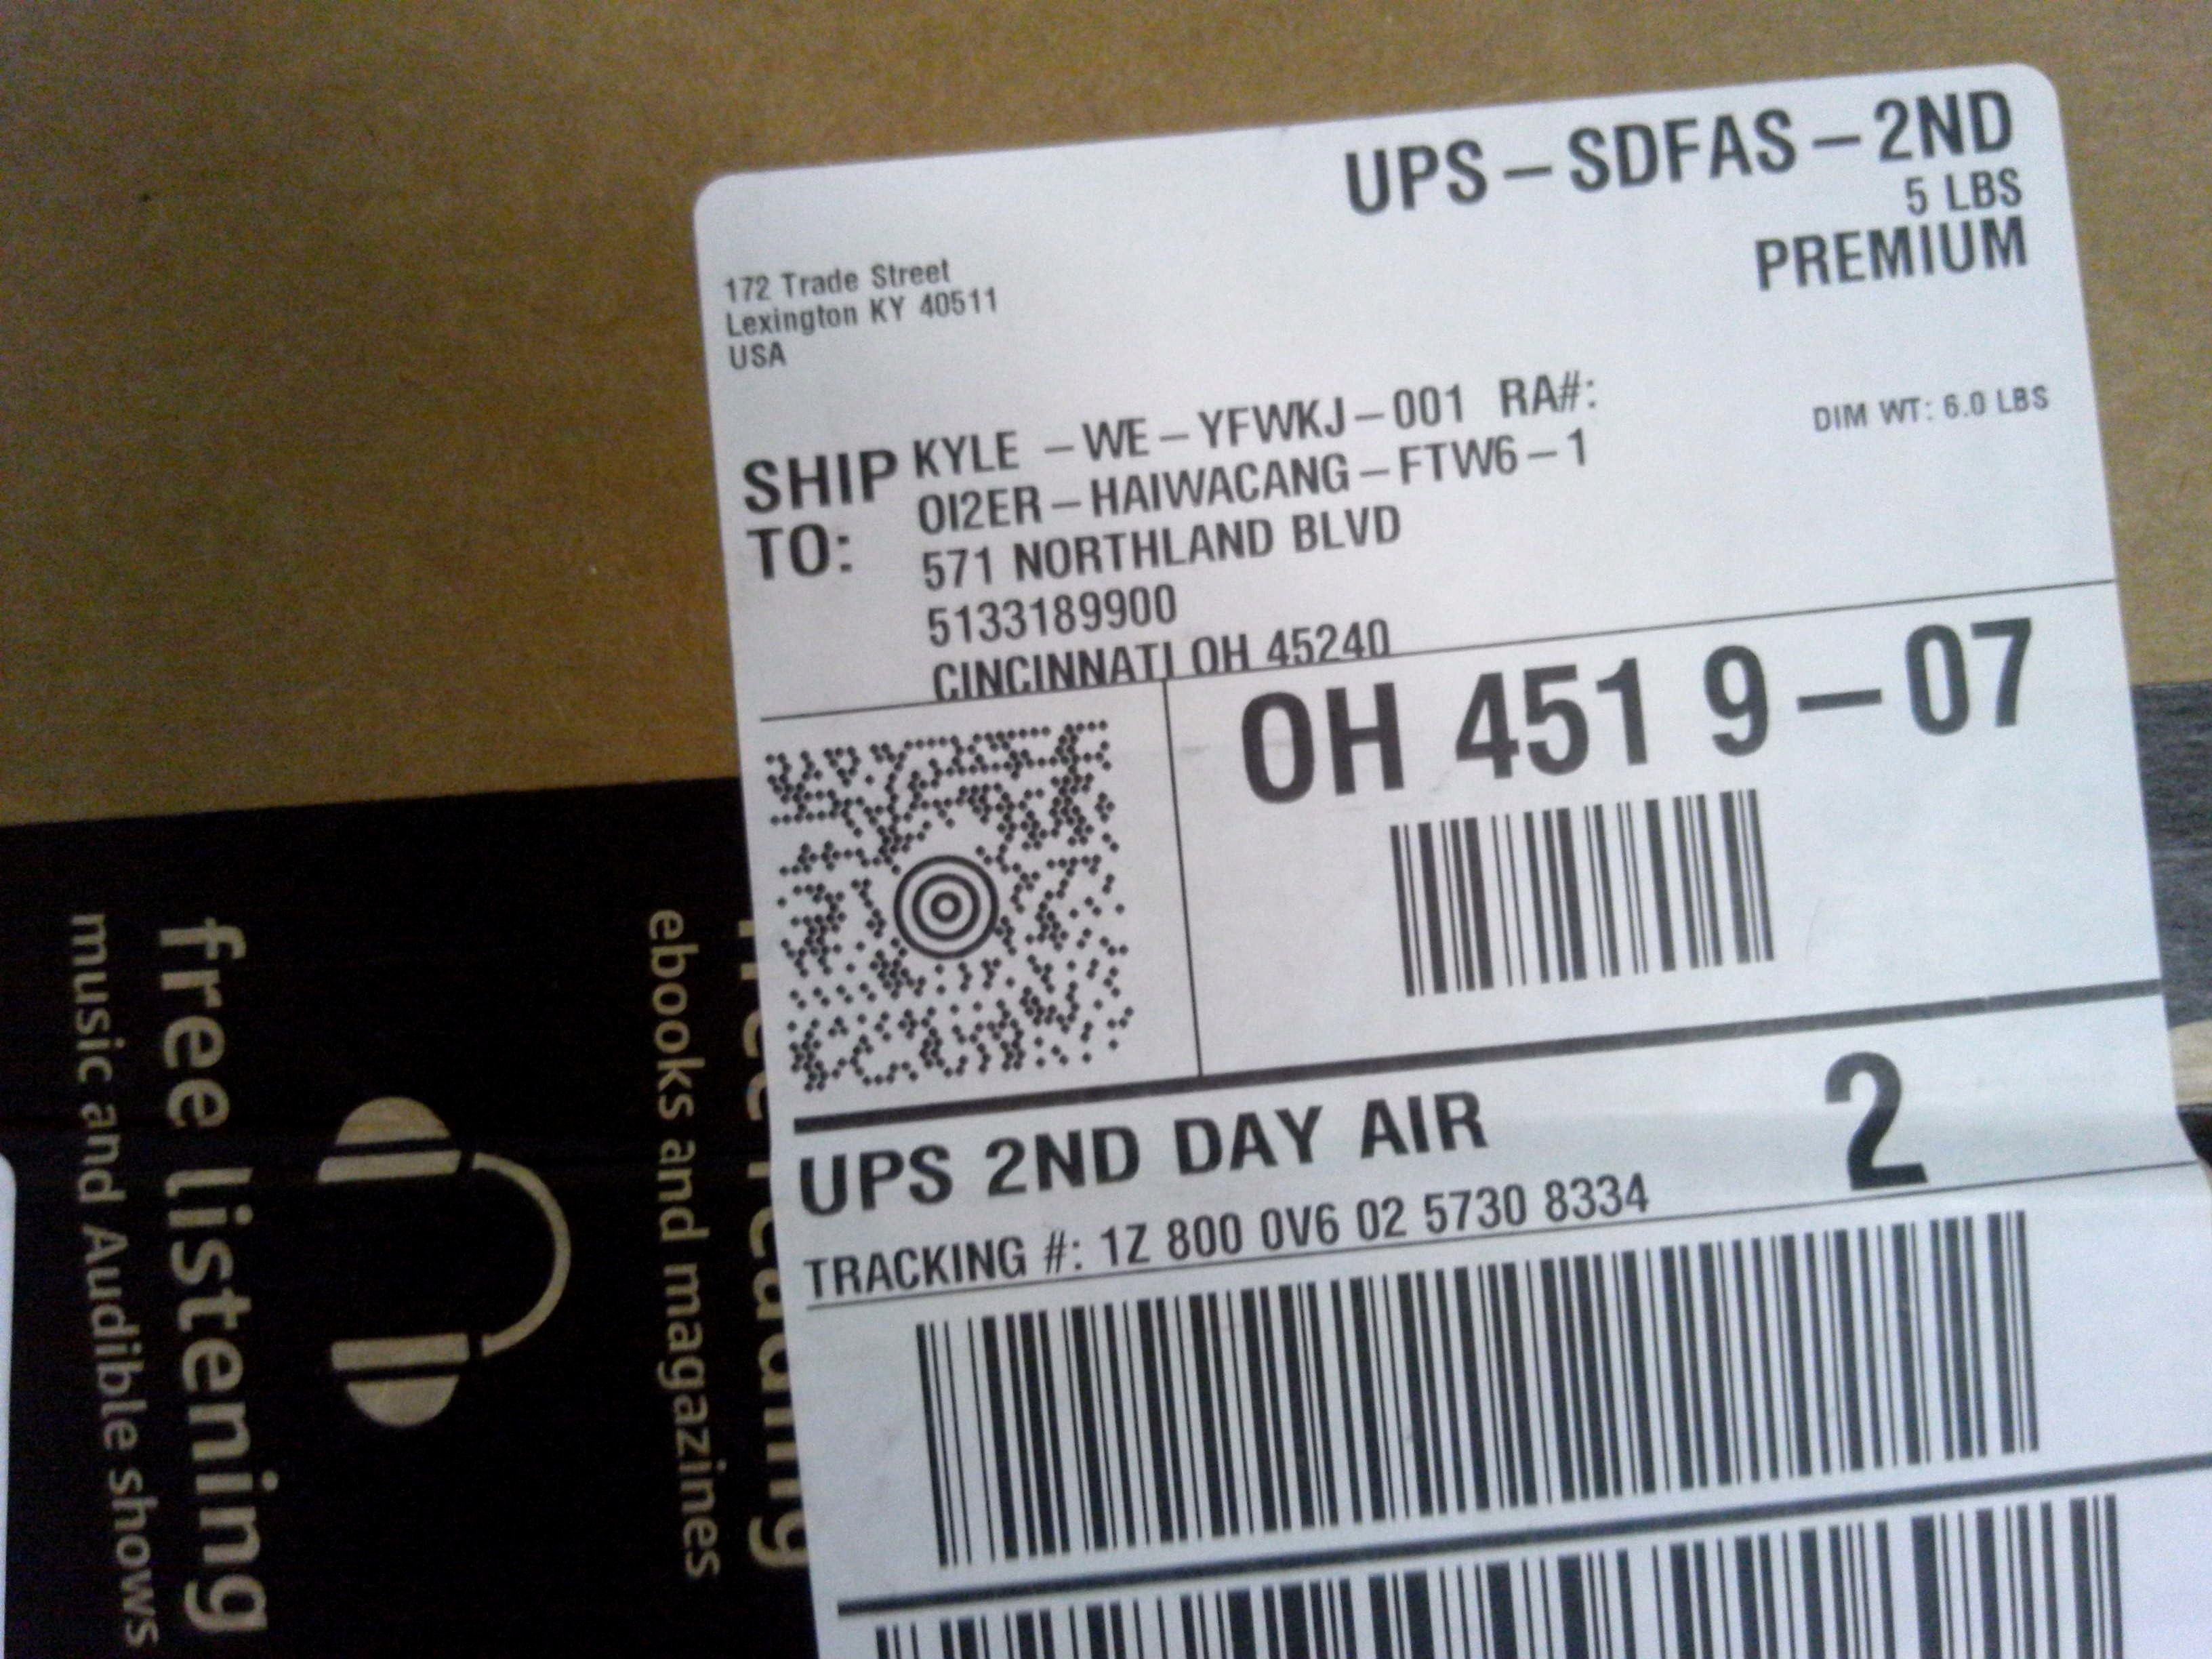 UPS – SDFAS – 2ND
5 LBS
PREMIUM
172 Trade Street
Lexington KY 40511
USA
DIM WT: 6.0 LBS
SHIP TO:
KYLE – WE – YFWKJ – 001 RA#:
OI2ER – HAIWACANG – FTW6 – 1
571 NORTHLAND BLVD
5133189900
CINCINNATI OH 45240
OH 451 9 – 07
UPS 2ND DAY AIR
2
TRACKING #: 1Z 800 0V6 02 5730 8334
free reading
ebooks and magazines
free listening
music and Audible shows